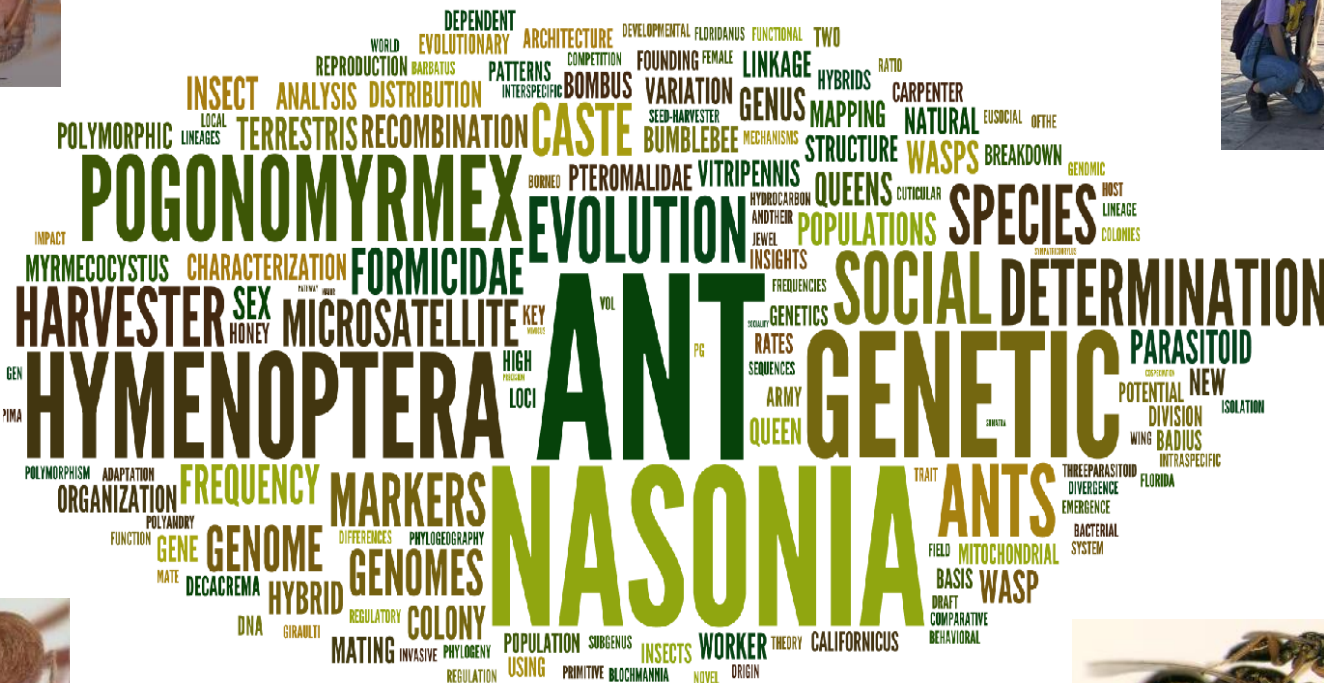 DEPENDENT
WORLD
EVOLUTIONARY
ARCHITECTURE
DEVELOPMENTAL
FLORIDANUS
FUNCTIONAL
TWO
REPRODUCTION
BARBATUS
PATTERNS
COMPETITION
FOUNDING
FEMALE
LINKAGE
HYBRIDS
RATIO
INSECT
ANALYSIS
DISTRIBUTION
INTERSPECIFIC
BOMBUS
VARIATION
GENUS
MAPPING
CARPENTER
POLYMORPHIC
LOCAL
LINEAGES
TERRESTRIS
RECOMBINATION
CASTE
SEED-HARVESTER
BUMBLEBEE
MECHANISMS
STRUCTURE
NATURAL
EUSOCIAL
OFTHE
WASPS
BREAKDOWN
POGONOMYRMEX
BORNEO
PTEROMALIDAE
VITRIPENNIS
QUEENS
CUTICULAR
GENOMIC
SPECIES
HOST
LINEAGE
COLONIES
EVOLUTION
HYDROCARBON
ANDTHEIR
JEWEL
INSIGHTS
POPULATIONS
IMPACT
MYRMECOCYSTUS
CHARACTERIZATION
FORMICIDAE
FREQUENCIES
SOCIAL
DETERMINATION
HARVESTER
SEX
HONEY
MICROSATELLITE
KEY
ANT
VOL
PG
SOCIALITY
GENETICS
RATES
SEQUENCES
PARASITOID
GEN
PIMA
HYMENOPTERA
HIGH
LOCI
ARMY
QUEEN
GENETIC
SUMATRA
POTENTIAL
NEW
DIVISION
ISOLATION
WING
BADIUS
INTRASPECIFIC
POLYMORPHISM
ADAPTATION
ORGANIZATION
FREQUENCY
MARKERS
NASONIA
TRAIT
ANTS
THREEPARASITOID
DIVERGENCE
FLORIDA
EMERGENCE
POLYANDRY
FUNCTION
GENE
GENOME
DIFFERENCES
PHYLOGEOGRAPHY
BACTERIAL
SYSTEM
FIELD
MITOCHONDRIAL
MATE
DECACREMA
HYBRID
GENOMES
BASIS
WASP
DRAFT
COMPARATIVE
BEHAVIORAL
DNA
GIRAULTI
REGULATORY
COLONY
MATING
INVASIVE
PHYLOGENY
POPULATION
SUBGENUS
INSECTS
WORKER
THEORY
CALIFORNICUS
REGULATION
USING
PRIMITIVE
BLOCHMANNIA
NOVEL
ORIGIN